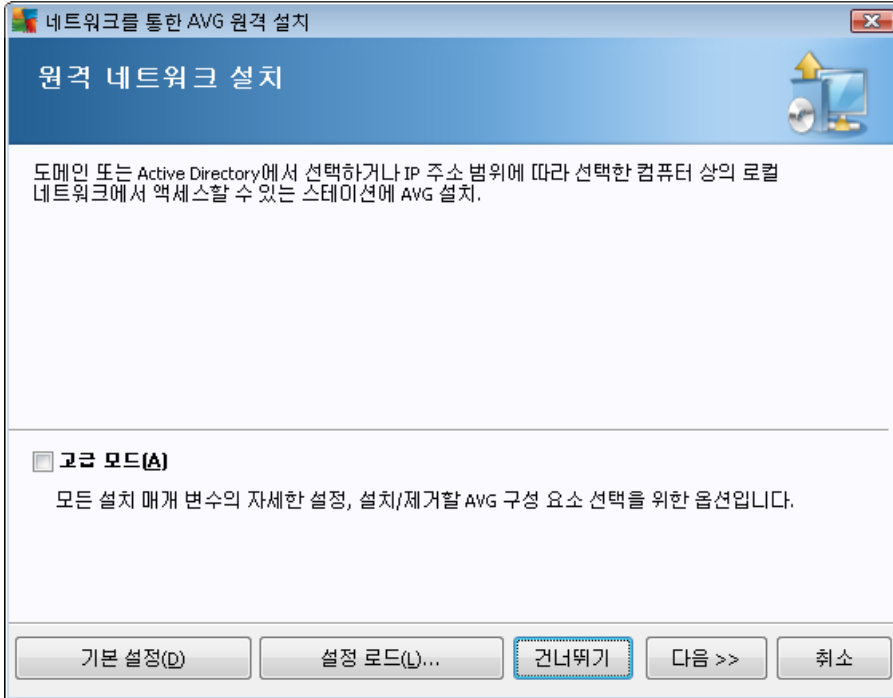 네트워크를 통한 AVG 원격 설치
원격 네트워크 설치
도메인 또는 Active Directory에서 선택하거나 IP 주소 범위에 따라 선택한 컴퓨터 상의 로컬
네트워크에서 액세스할 수 있는 스테이션에 AVG 설치.
고급 모드(A)
모든 설치 매개 변수의 자세한 설정, 설치/제거할 AVG 구성 요소 선택을 위한 옵션입니다.
기본 설정(D)
설정 로드(L)...
건너뛰기
다음 >>
취소